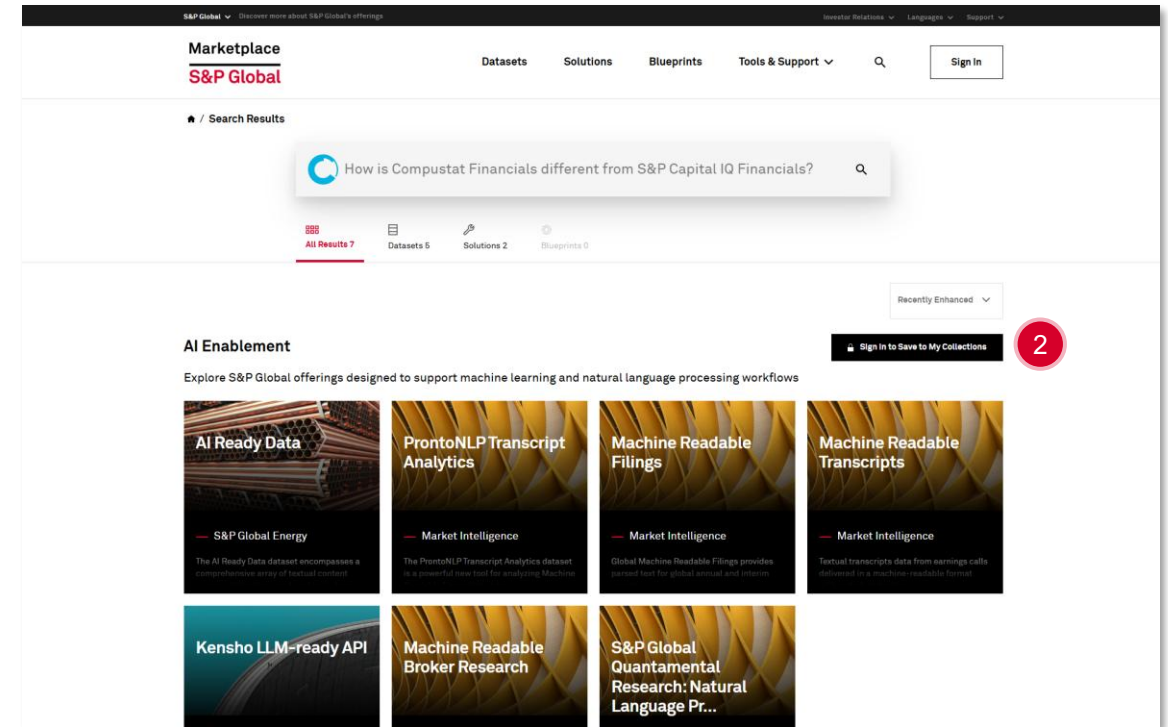 S&P Global Discover more about S&P Global's offerings
Investor Relations Languages Support
Marketplace
S&P Global
Datasets Solutions Blueprints Tools & Support Sign In
/ Search Results
How is Compustat Financials different from S&P Capital IQ Financials?
All Results 7 Datasets 5 Solutions 2 Blueprints 0
Recently Enhanced
AI Enablement
Sign In to Save to My Collections
2
Explore S&P Global offerings designed to support machine learning and natural language processing workflows
AI Ready Data
— S&P Global Energy
The AI Ready Data dataset encompasses a
comprehensive array of textual content
ProntoNLP Transcript
Analytics
— Market Intelligence
The ProntoNLP Transcript Analytics dataset
is a powerful new tool for analyzing Machine
Machine Readable
Filings
— Market Intelligence
Global Machine Readable Filings provides
parsed text for global annual and interim
Machine Readable
Transcripts
— Market Intelligence
Textual transcripts data from earnings calls
delivered in a machine-readable format
Kensho LLM-ready API
Machine Readable
Broker Research
S&P Global
Quantamental
Research: Natural
Language Pr...